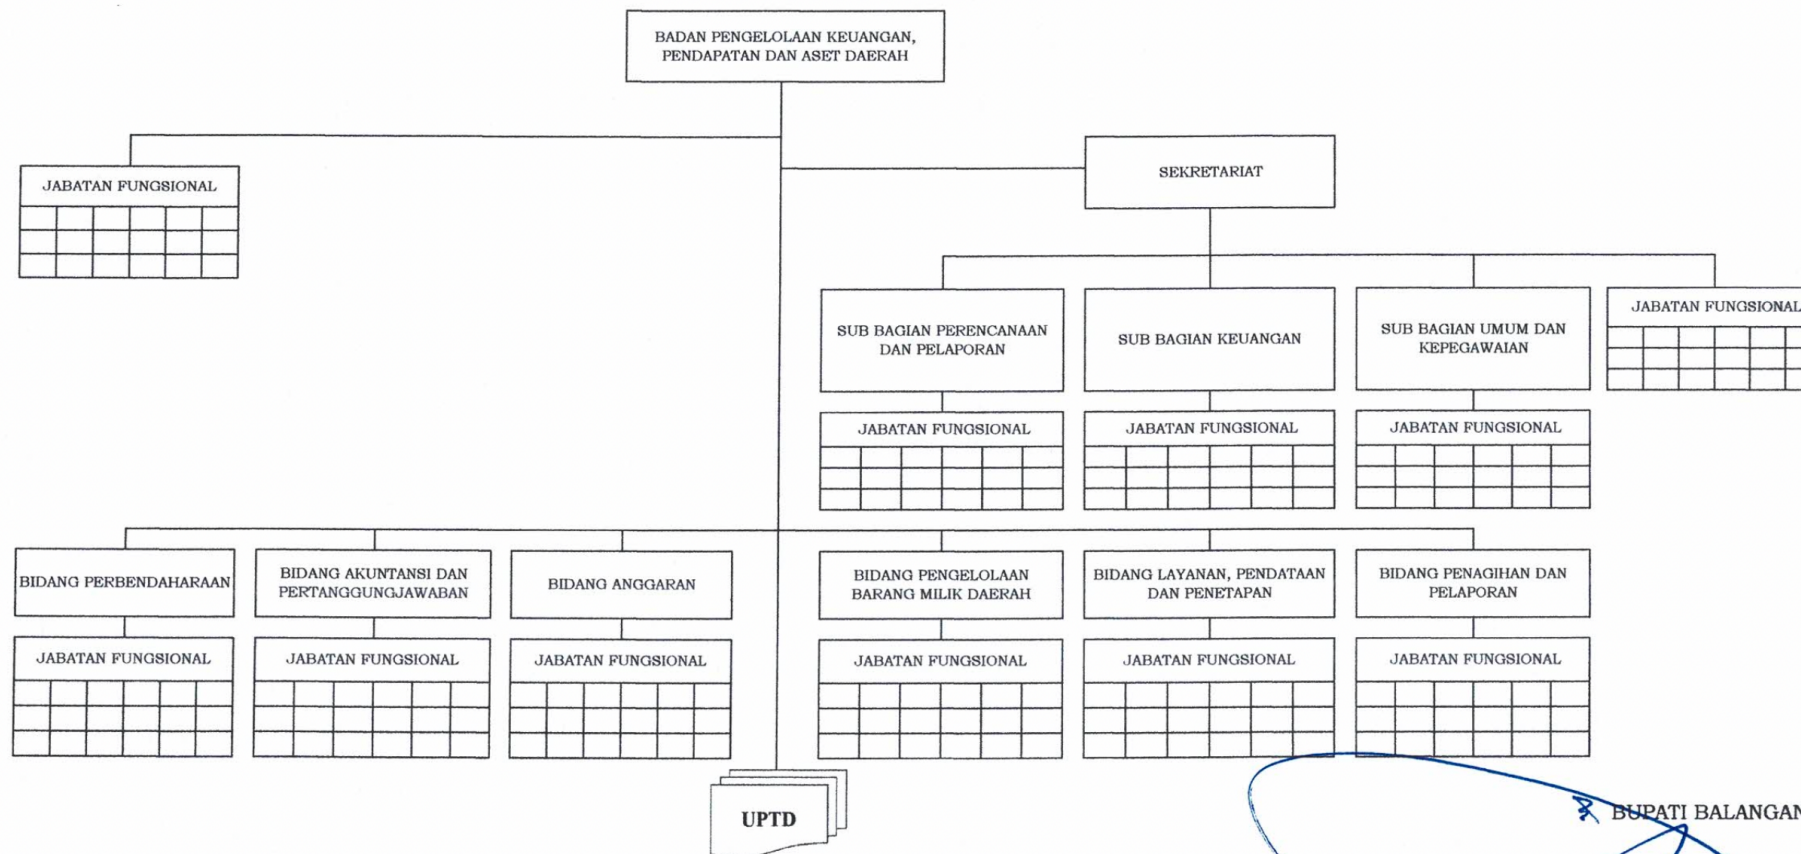 BADAN PENGELOLAAN KEUANGAN,
PENDAPATAN DAN ASET DAERAH
JABATAN FUNGSIONAL
SEKRETARIAT
SUB BAGIAN PERENCANAAN
DAN PELAPORAN
SUB BAGIAN KEUANGAN
SUB BAGIAN UMUM DAN
KEPEGAWAIAN
JABATAN FUNGSIONAL
JABATAN FUNGSIONAL
JABATAN FUNGSIONAL
JABATAN FUNGSIONAL
BIDANG PERBENDAHARAAN
BIDANG AKUNTANSI DAN
PERTANGGUNGJAWABAN
BIDANG ANGGARAN
BIDANG PENGELOLAAN
BARANG MILIK DAERAH
BIDANG LAYANAN, PENDATAAN
DAN PENETAPAN
BIDANG PENAGIHAN DAN
PELAPORAN
JABATAN FUNGSIONAL
JABATAN FUNGSIONAL
JABATAN FUNGSIONAL
JABATAN FUNGSIONAL
JABATAN FUNGSIONAL
JABATAN FUNGSIONAL
UPTD
BUPATI BALANGAN